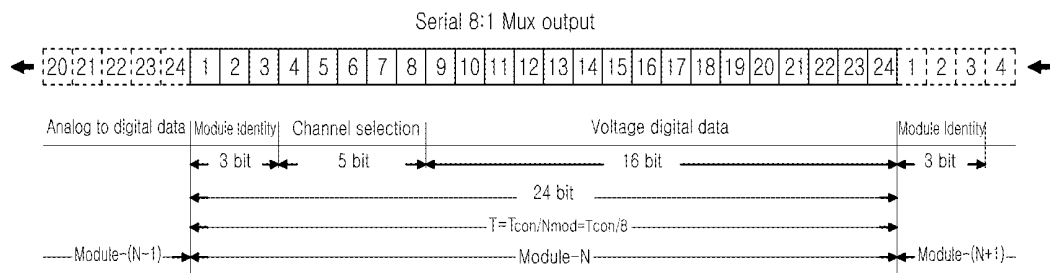 Serial 8:1 Mux output
20 21 22 23 24 1 2 3 4 5 6 7 8 9 10 11 12 13 14 15 16 17 18 19 20 21 22 23 24 1 2 3 4
Analog to digital data Module Identity Channel selection Voltage digital data Module Identity
3 bit 5 bit 16 bit 3 bit
24 bit
T=Tcon/Nmod=Tcon/8
Module-(N-1) Module-N Module-(N+1)